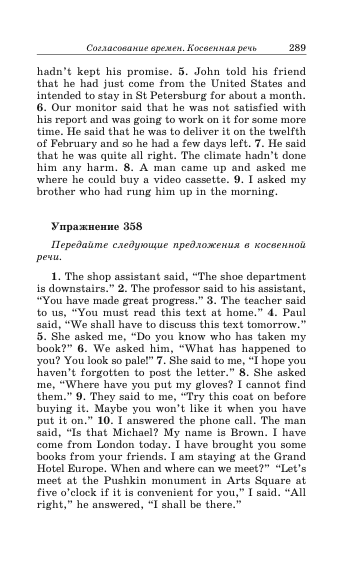 Согласование времен. Косвенная речь 289
hadn't kept his promise. 5. John told his friend
that he had just come from the United States and
intended to stay in St Petersburg for about a month.
6. Our monitor said that he was not satisfied with
his report and was going to work on it for some more
time. He said that he was to deliver it on the twelfth
of February and so he had a few days left. 7. He said
that he was quite all right. The climate hadn't done
him any harm. 8. A man came up and asked me
where he could buy a video cassette. 9. I asked my
brother who had rung him up in the morning.
Упражнение 358
Передайте следующие предложения в косвенной
речи.
1. The shop assistant said, “The shoe department
is downstairs.” 2. The professor said to his assistant,
“You have made great progress.” 3. The teacher said
to us, “You must read this text at home.” 4. Paul
said, “We shall have to discuss this text tomorrow.”
5. She asked me, “Do you know who has taken my
book?” 6. We asked him, “What has happened to
you? You look so pale!” 7. She said to me, “I hope you
haven't forgotten to post the letter.” 8. She asked
me, “Where have you put my gloves? I cannot find
them.” 9. They said to me, “Try this coat on before
buying it. Maybe you won't like it when you have
put it on.” 10. I answered the phone call. The man
said, “Is that Michael? My name is Brown. I have
come from London today. I have brought you some
books from your friends. I am staying at the Grand
Hotel Europe. When and where can we meet?” “Let's
meet at the Pushkin monument in Arts Square at
five o'clock if it is convenient for you,” I said. “All
right,” he answered, “I shall be there.”